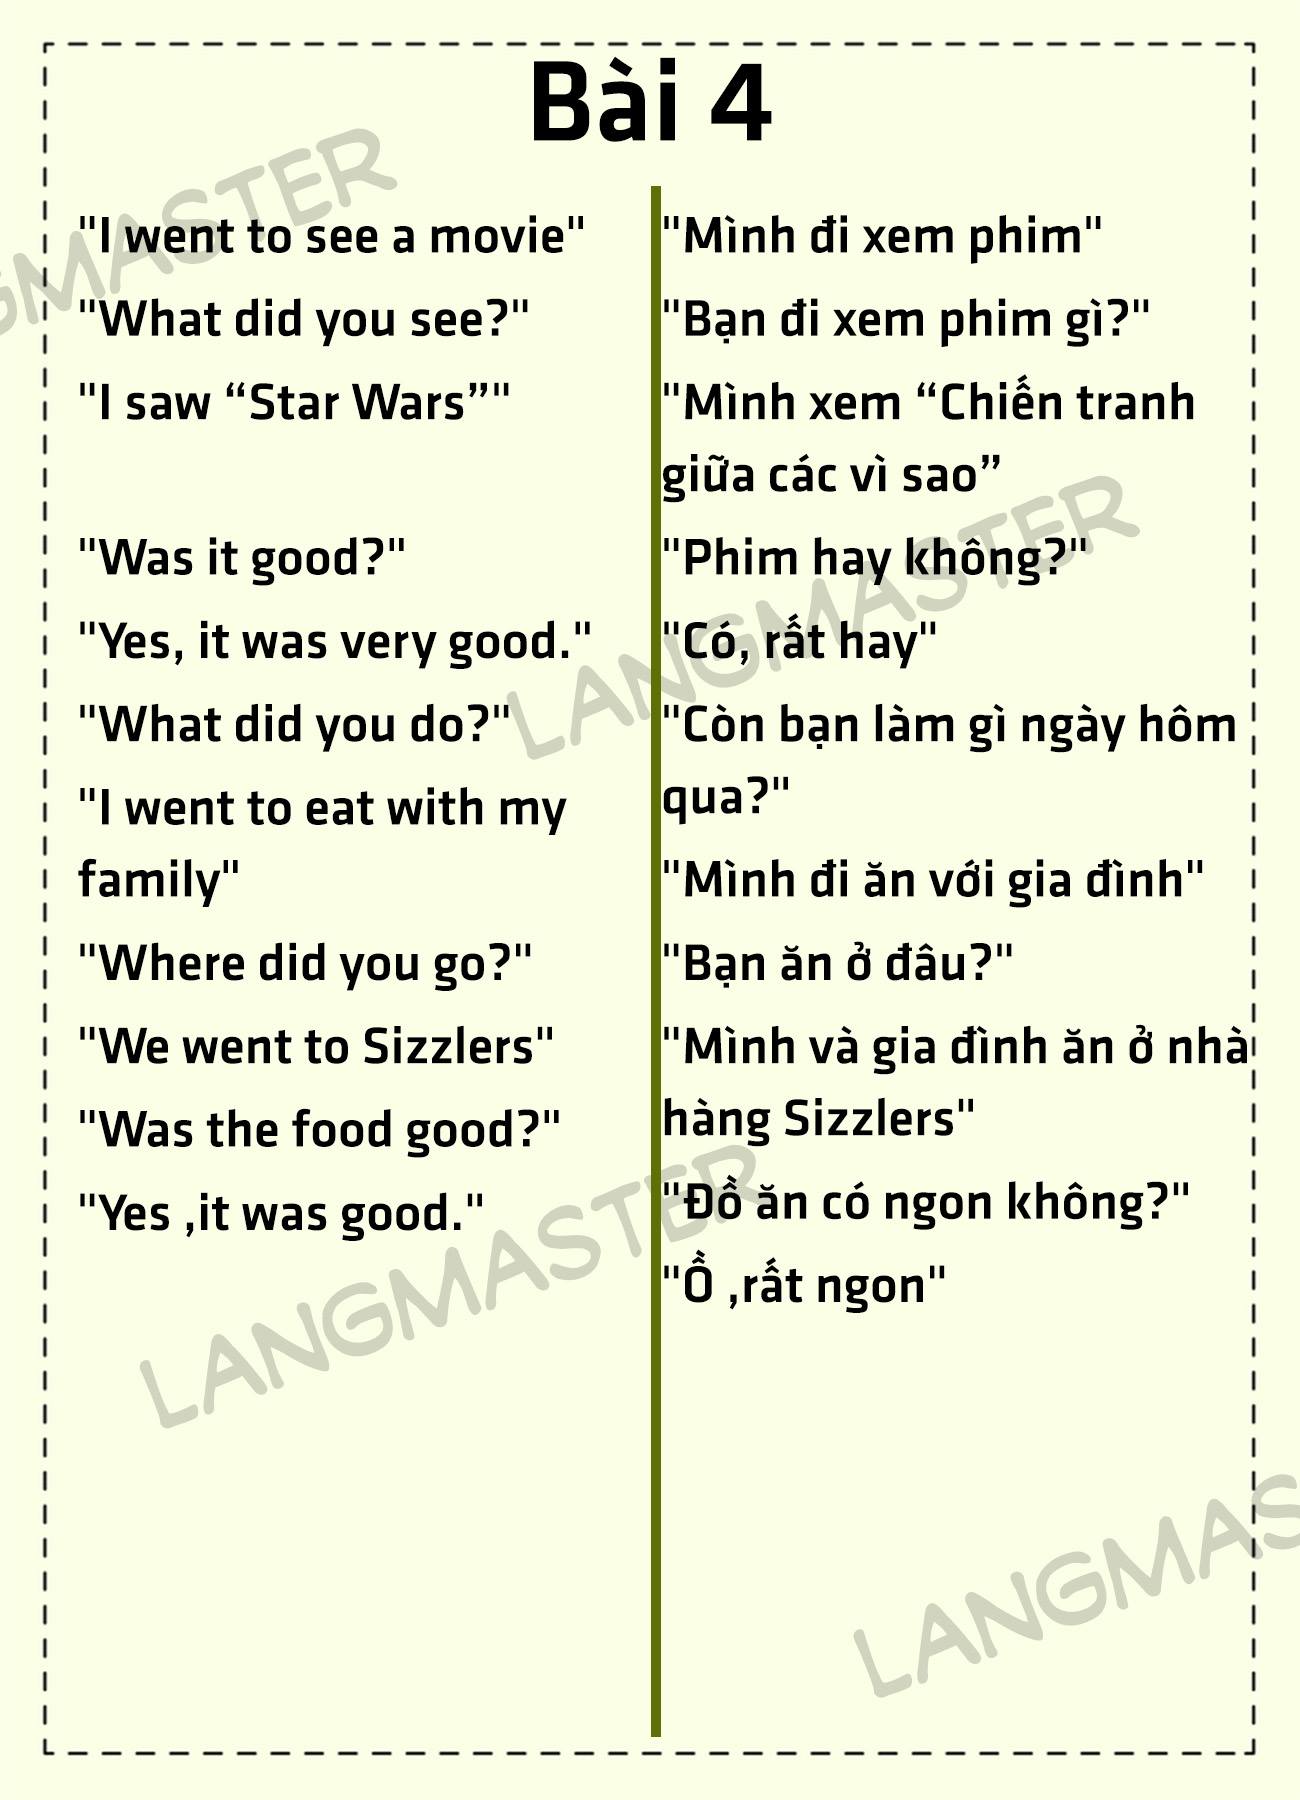 Bài 4
"I went to see a movie"
"What did you see?"
"I saw “Star Wars”"
"Was it good?"
"Yes, it was very good."
"What did you do?"
"I went to eat with my
family"
"Where did you go?"
"We went to Sizzlers"
"Was the food good?"
"Yes ,it was good."
"Mình đi xem phim"
"Bạn đi xem phim gì?"
"Mình xem “Chiến tranh
giữa các vì sao”
"Phim hay không?"
"Có, rất hay"
"Còn bạn làm gì ngày hôm
qua?"
"Mình đi ăn với gia đình"
"Bạn ăn ở đâu?"
"Mình và gia đình ăn ở nhà
hàng Sizzlers"
"Đồ ăn có ngon không?"
"Ồ ,rất ngon"
GMASTER
LANGMASTER
LANGMASTER
LANGMAS